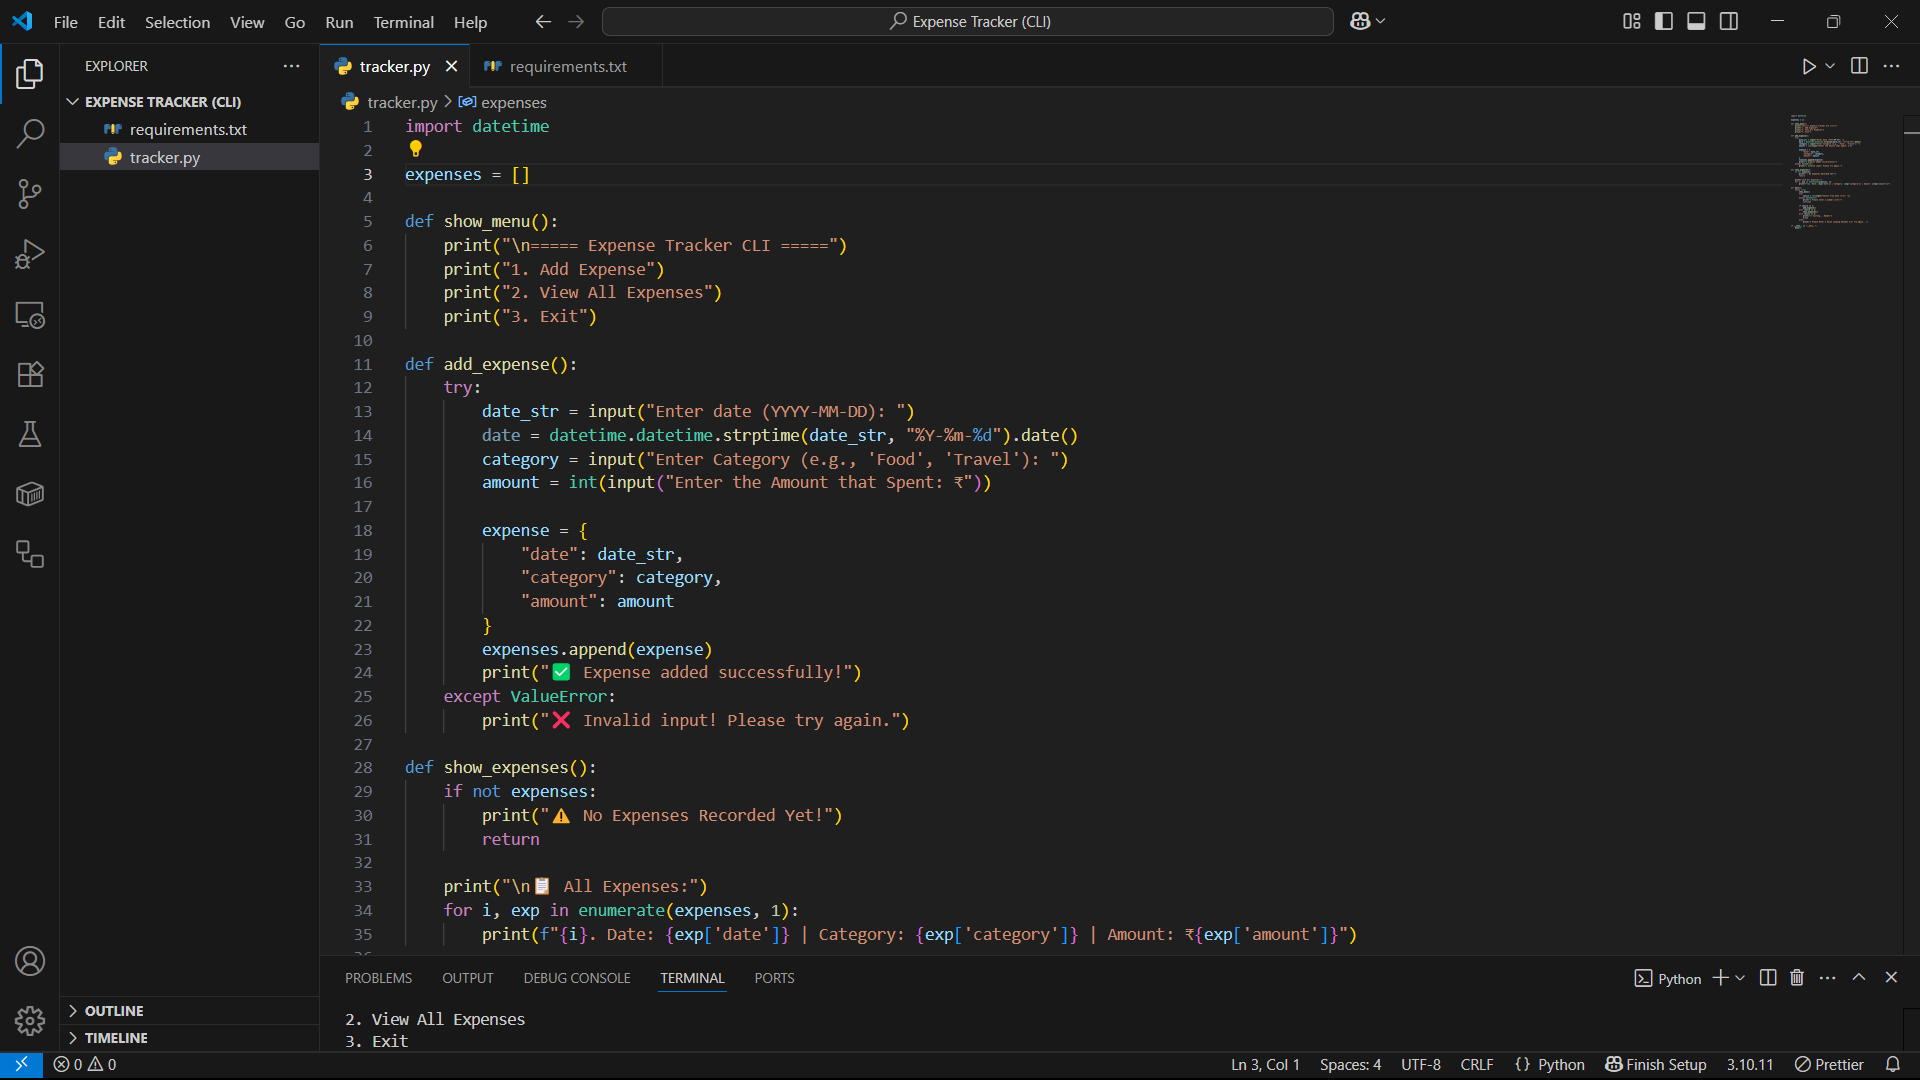 File Edit Selection View Go Run Terminal Help
Expense Tracker (CLI)
EXPLORER
EXPENSE TRACKER (CLI)
requirements.txt
tracker.py
tracker.py requirements.txt
tracker.py > expenses
1 import datetime
2
3 expenses = []
4
5 def show_menu():
6     print("\n===== Expense Tracker CLI =====")
7     print("1. Add Expense")
8     print("2. View All Expenses")
9     print("3. Exit")
10
11 def add_expense():
12     try:
13         date_str = input("Enter date (YYYY-MM-DD): ")
14         date = datetime.datetime.strptime(date_str, "%Y-%m-%d").date()
15         category = input("Enter Category (e.g., 'Food', 'Travel'): ")
16         amount = int(input("Enter the Amount that Spent: ₹"))
17
18         expense = {
19             "date": date_str,
20             "category": category,
21             "amount": amount
22         }
23         expenses.append(expense)
24         print("✅ Expense added successfully!")
25     except ValueError:
26         print("❌ Invalid input! Please try again.")
27
28 def show_expenses():
29     if not expenses:
30         print("⚠️ No Expenses Recorded Yet!")
31         return
32
33     print("\n📋 All Expenses:")
34     for i, exp in enumerate(expenses, 1):
35         print(f"{i}. Date: {exp['date']} | Category: {exp['category']} | Amount: ₹{exp['amount']}")
PROBLEMS OUTPUT DEBUG CONSOLE TERMINAL PORTS
Python
2. View All Expenses
3. Exit
OUTLINE
TIMELINE
0 0
Ln 3, Col 1 Spaces: 4 UTF-8 CRLF {} Python Finish Setup 3.10.11 Prettier